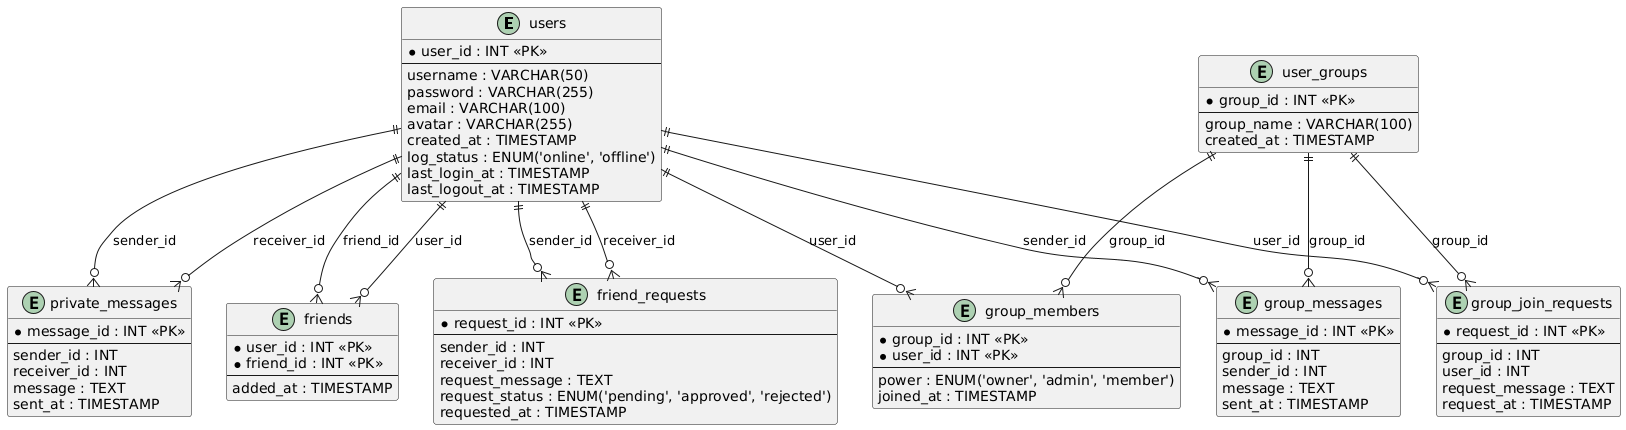 E users
* user_id : INT «PK»
username : VARCHAR(50)
password : VARCHAR(255)
email : VARCHAR(100)
avatar : VARCHAR(255)
created_at : TIMESTAMP
log_status : ENUM('online', 'offline')
last_login_at : TIMESTAMP
last_logout_at : TIMESTAMP
E user_groups
* group_id : INT «PK»
group_name : VARCHAR(100)
created_at : TIMESTAMP
sender_id
receiver_id
friend_id
user_id
sender_id
receiver_id
user_id
sender_id
group_id
user_id
group_id
group_id
E private_messages
* message_id : INT «PK»
sender_id : INT
receiver_id : INT
message : TEXT
sent_at : TIMESTAMP
E friends
* user_id : INT «PK»
* friend_id : INT «PK»
added_at : TIMESTAMP
E friend_requests
* request_id : INT «PK»
sender_id : INT
receiver_id : INT
request_message : TEXT
request_status : ENUM('pending', 'approved', 'rejected')
requested_at : TIMESTAMP
E group_members
* group_id : INT «PK»
* user_id : INT «PK»
power : ENUM('owner', 'admin', 'member')
joined_at : TIMESTAMP
E group_messages
* message_id : INT «PK»
group_id : INT
sender_id : INT
message : TEXT
sent_at : TIMESTAMP
E group_join_requests
* request_id : INT «PK»
group_id : INT
user_id : INT
request_message : TEXT
request_at : TIMESTAMP